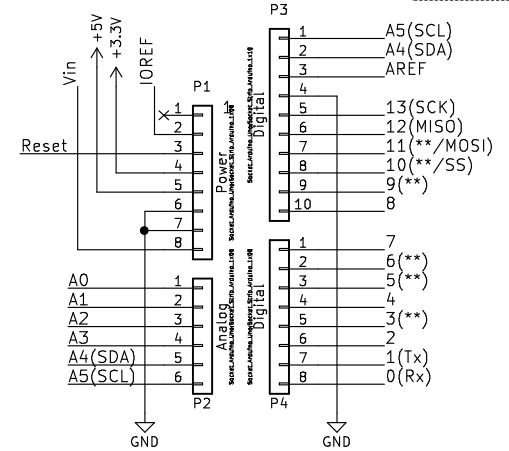 P3
+5V
+3.3V
Vin
IOREF
P1
1
2
3
4
5
6
7
8
Reset
Power
1
2
3
4
5
6
7
8
9
10
Digital
A5(SCL)
A4(SDA)
AREF
13(SCK)
12(MISO)
11(**/MOSI)
10(**/SS)
9(**)
8
A0
A1
A2
A3
A4(SDA)
A5(SCL)
1
2
3
4
5
6
Analog
P2
1
2
3
4
5
6
7
8
Digital
P4
7
6(**)
5(**)
4
3(**)
2
1(Tx)
0(Rx)
GND
GND